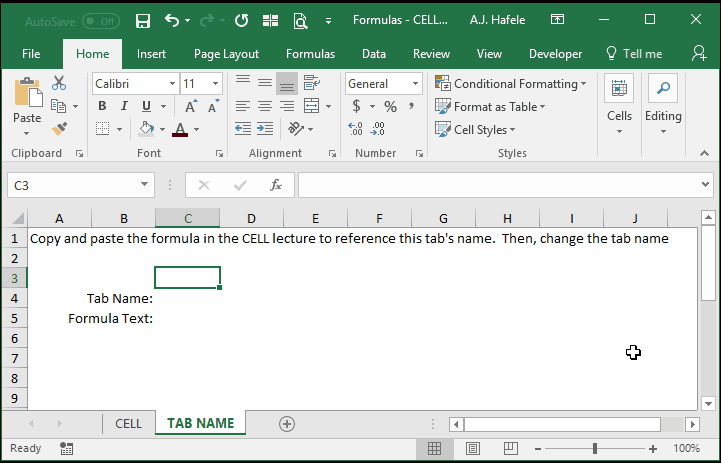 AutoSave Off Formulas - CELL... A.J. Hafele
File Home Insert Page Layout Formulas Data Review View Developer Tell me
Paste Calibri 11 General Conditional Formatting
B I U A A $ % , Format as Table Cells Editing
A A .00 .0 .00 Cell Styles
Clipboard Font Alignment Number Styles
C3 fx
A B C D E F G H I J
1 Copy and paste the formula in the CELL lecture to reference this tab's name. Then, change the tab name
2
3
4 Tab Name:
5 Formula Text:
6
7
8
9
CELL TAB NAME
Ready 100%